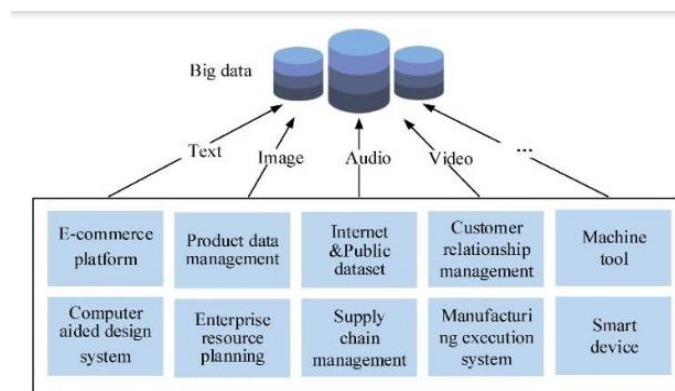 Big data
Text
Image
Audio
Video
...
E-commerce
platform
Product data
management
Internet
&Public
dataset
Customer
relationship
management
Machine
tool
Computer
aided design
system
Enterprise
resource
planning
Supply
chain
management
Manufacturi
ng execution
system
Smart
device